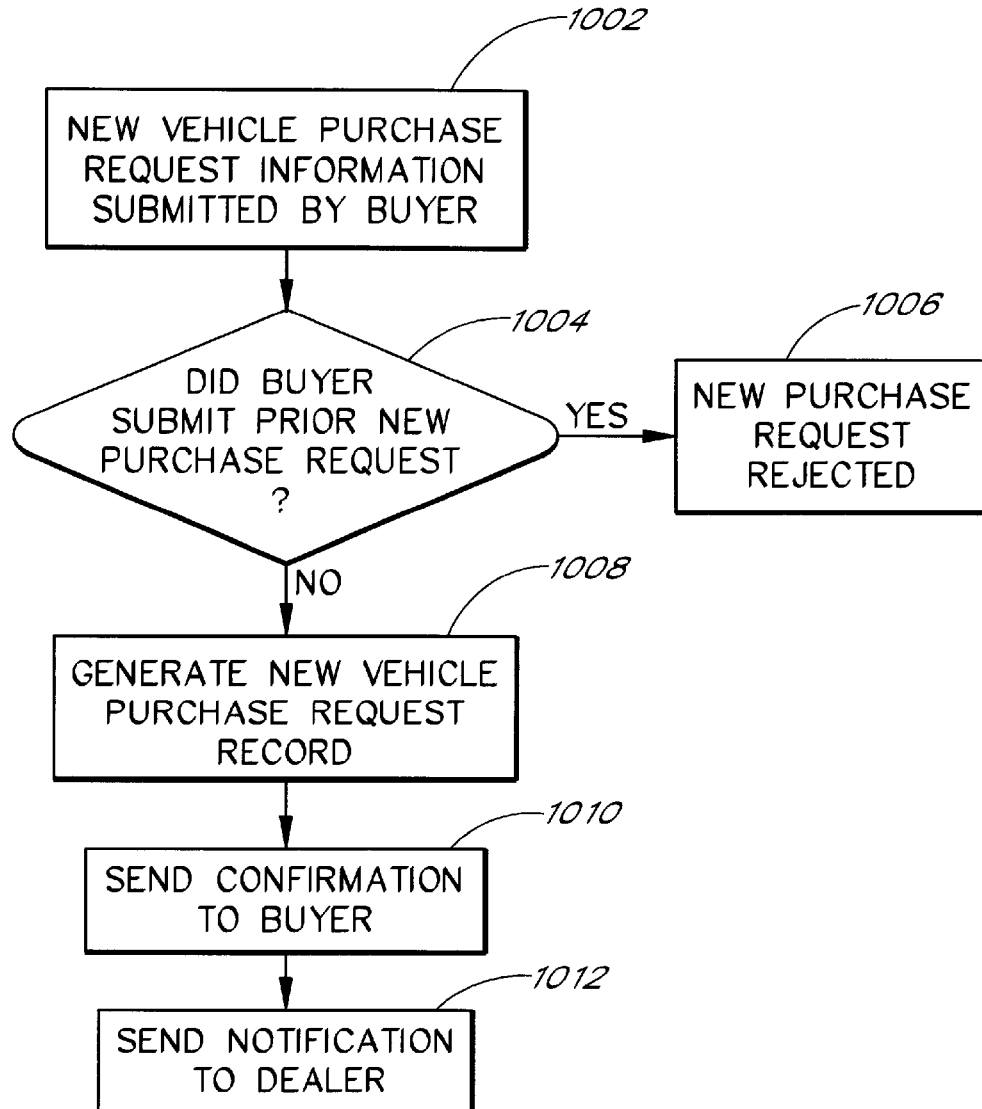 1002
NEW VEHICLE PURCHASE
REQUEST INFORMATION
SUBMITTED BY BUYER
1004
DID BUYER
SUBMIT PRIOR NEW
PURCHASE REQUEST
?
YES
1006
NEW PURCHASE
REQUEST
REJECTED
NO
1008
GENERATE NEW VEHICLE
PURCHASE REQUEST
RECORD
1010
SEND CONFIRMATION
TO BUYER
1012
SEND NOTIFICATION
TO DEALER